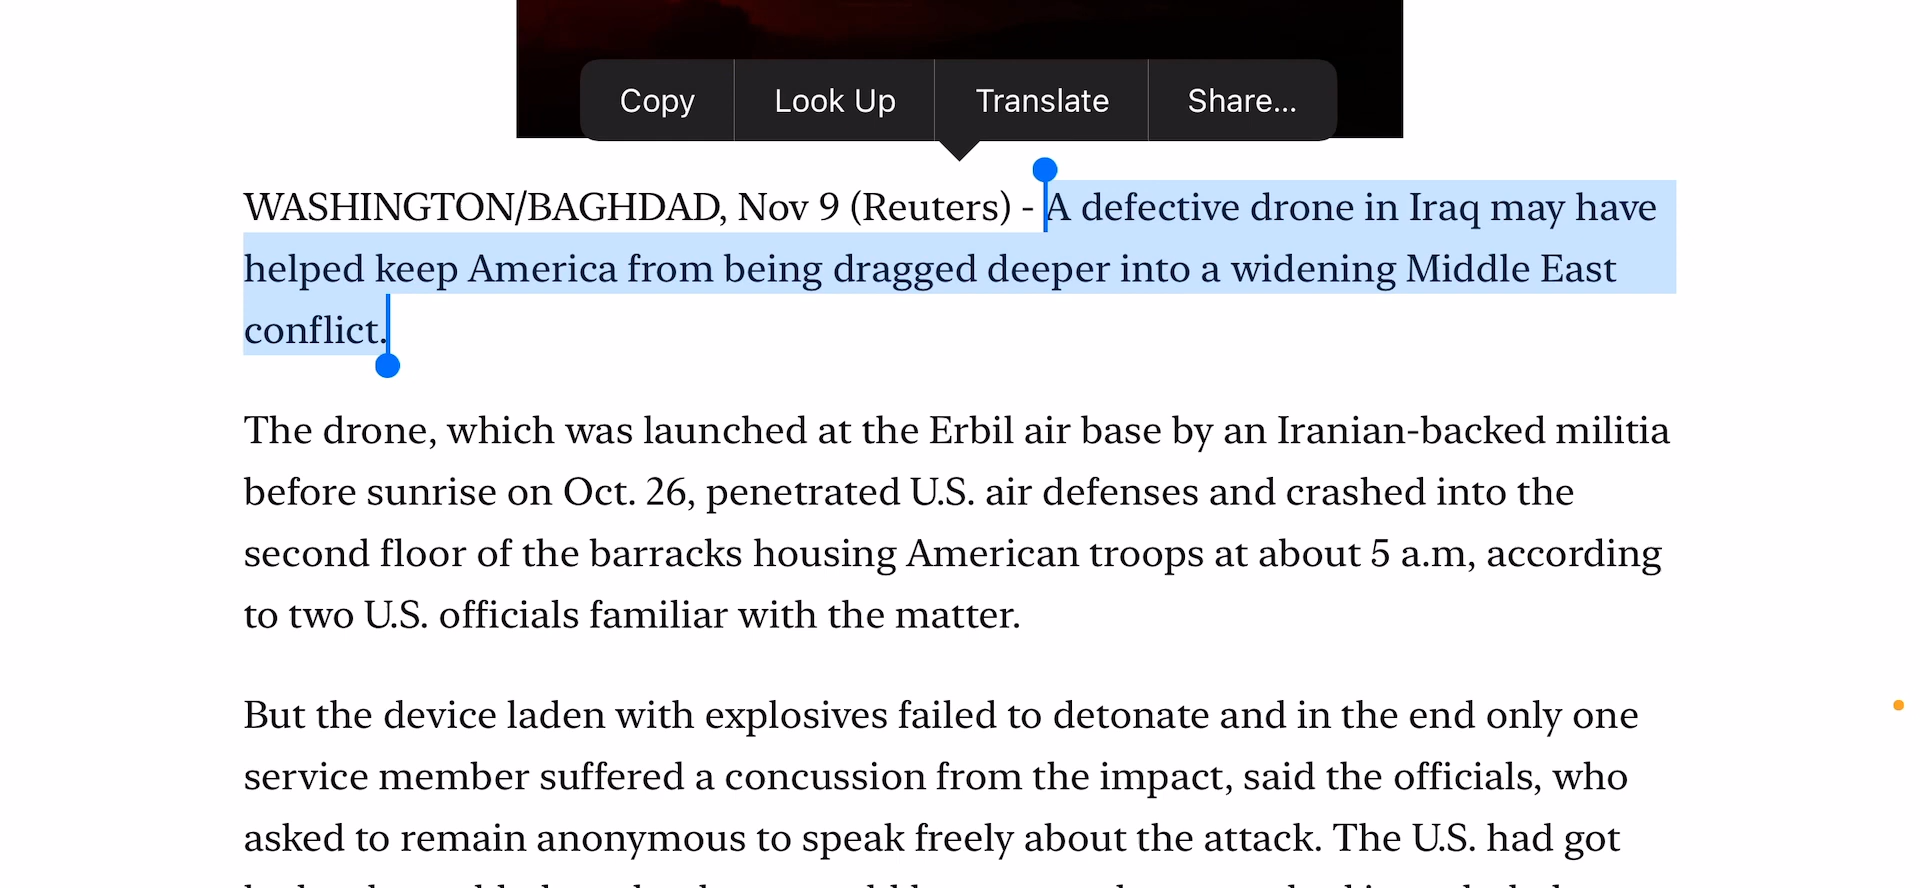 Copy Look Up Translate Share...
WASHINGTON/BAGHDAD, Nov 9 (Reuters) - A defective drone in Iraq may have
helped keep America from being dragged deeper into a widening Middle East
conflict.
The drone, which was launched at the Erbil air base by an Iranian-backed militia
before sunrise on Oct. 26, penetrated U.S. air defenses and crashed into the
second floor of the barracks housing American troops at about 5 a.m, according
to two U.S. officials familiar with the matter.
But the device laden with explosives failed to detonate and in the end only one
service member suffered a concussion from the impact, said the officials, who
asked to remain anonymous to speak freely about the attack. The U.S. had got